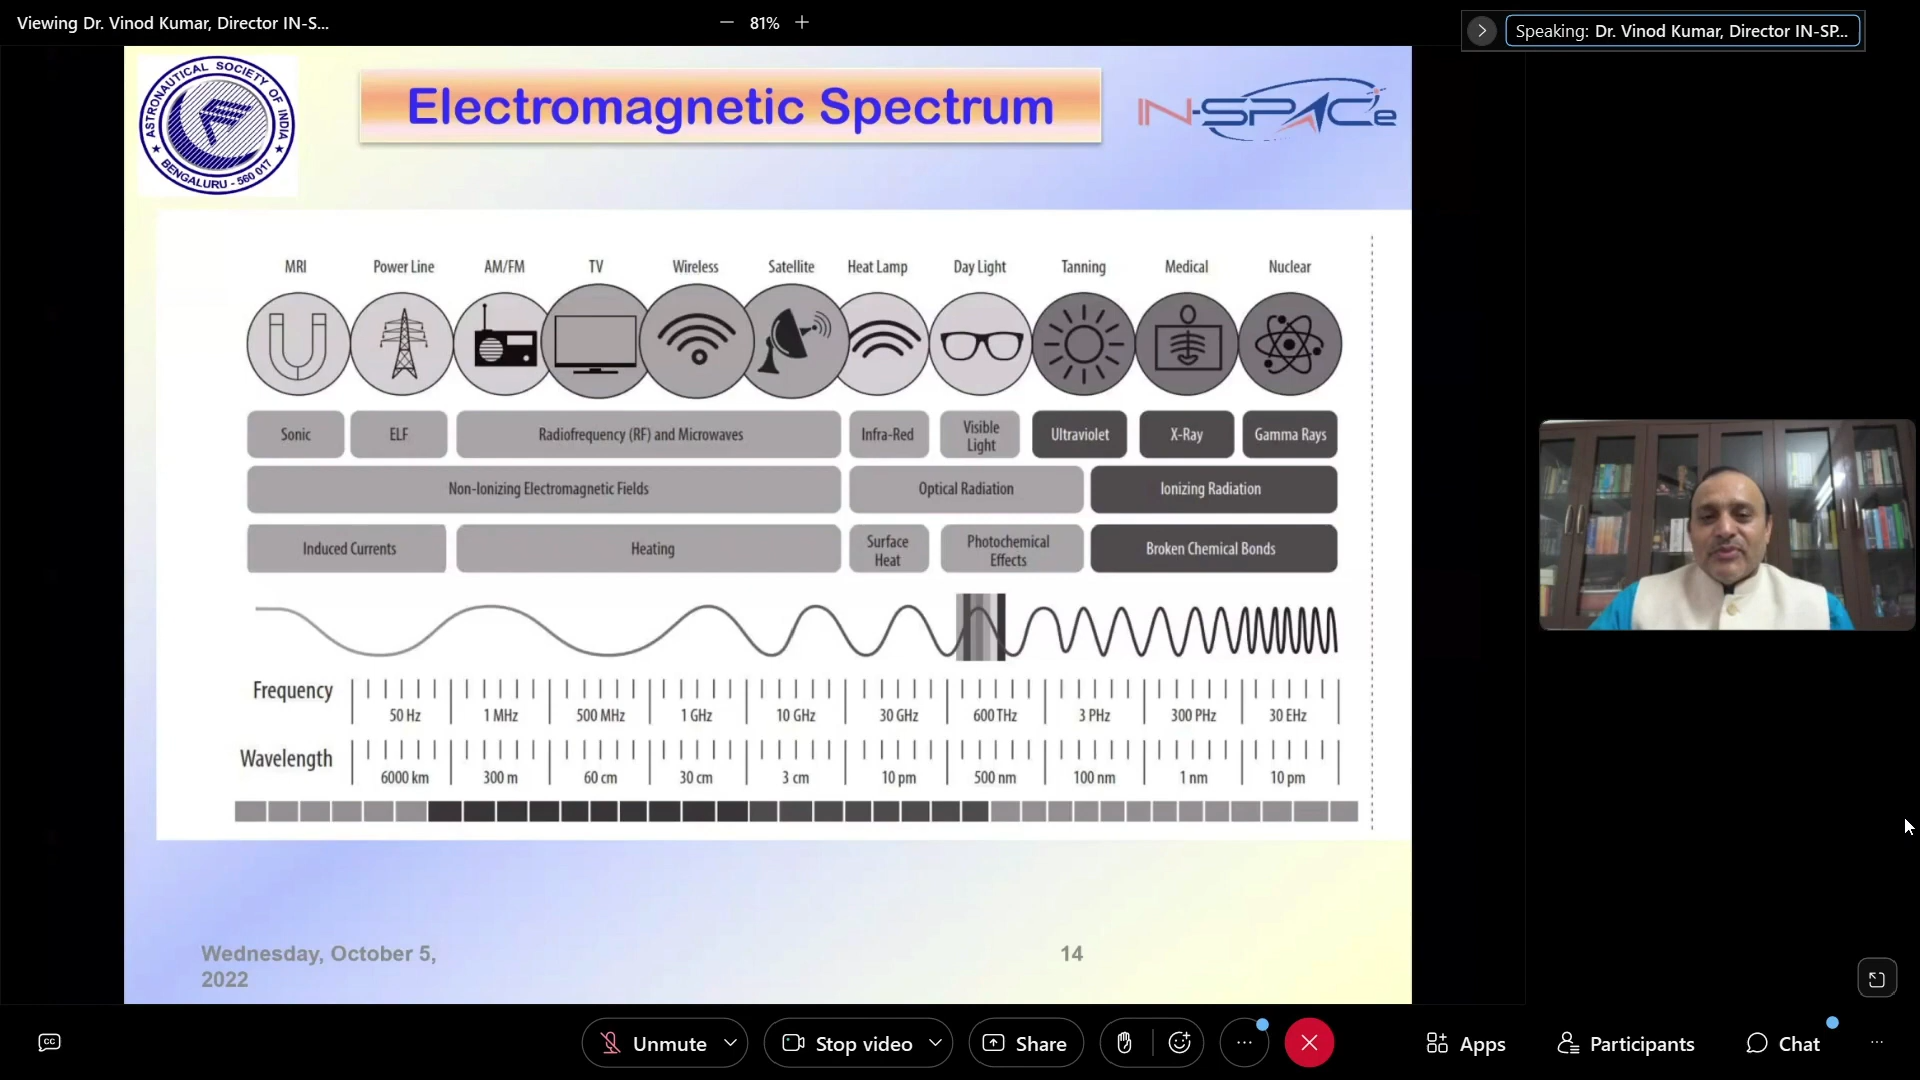 Viewing Dr. Vinod Kumar, Director IN-S...
81%
Speaking: Dr. Vinod Kumar, Director IN-SP...
ASTRONAUTICAL SOCIETY OF INDIA
BENGALURU - 560 017
Electromagnetic Spectrum
IN-SPACe
MRI Power Line AM/FM TV Wireless Satellite Heat Lamp Day Light Tanning Medical Nuclear
Sonic ELF Radiofrequency (RF) and Microwaves Infra-Red Visible Light Ultraviolet X-Ray Gamma Rays
Non-Ionizing Electromagnetic Fields Optical Radiation Ionizing Radiation
Induced Currents Heating Surface Heat Photochemical Effects Broken Chemical Bonds
Frequency 50 Hz 1 MHz 500 MHz 1 GHz 10 GHz 30 GHz 600 THz 3 PHz 300 PHz 30 EHz
Wavelength 6000 km 300 m 60 cm 30 cm 3 cm 10 pm 500 nm 100 nm 1 nm 10 pm
Wednesday, October 5,
2022
14
CC Unmute Stop video Share Apps Participants Chat